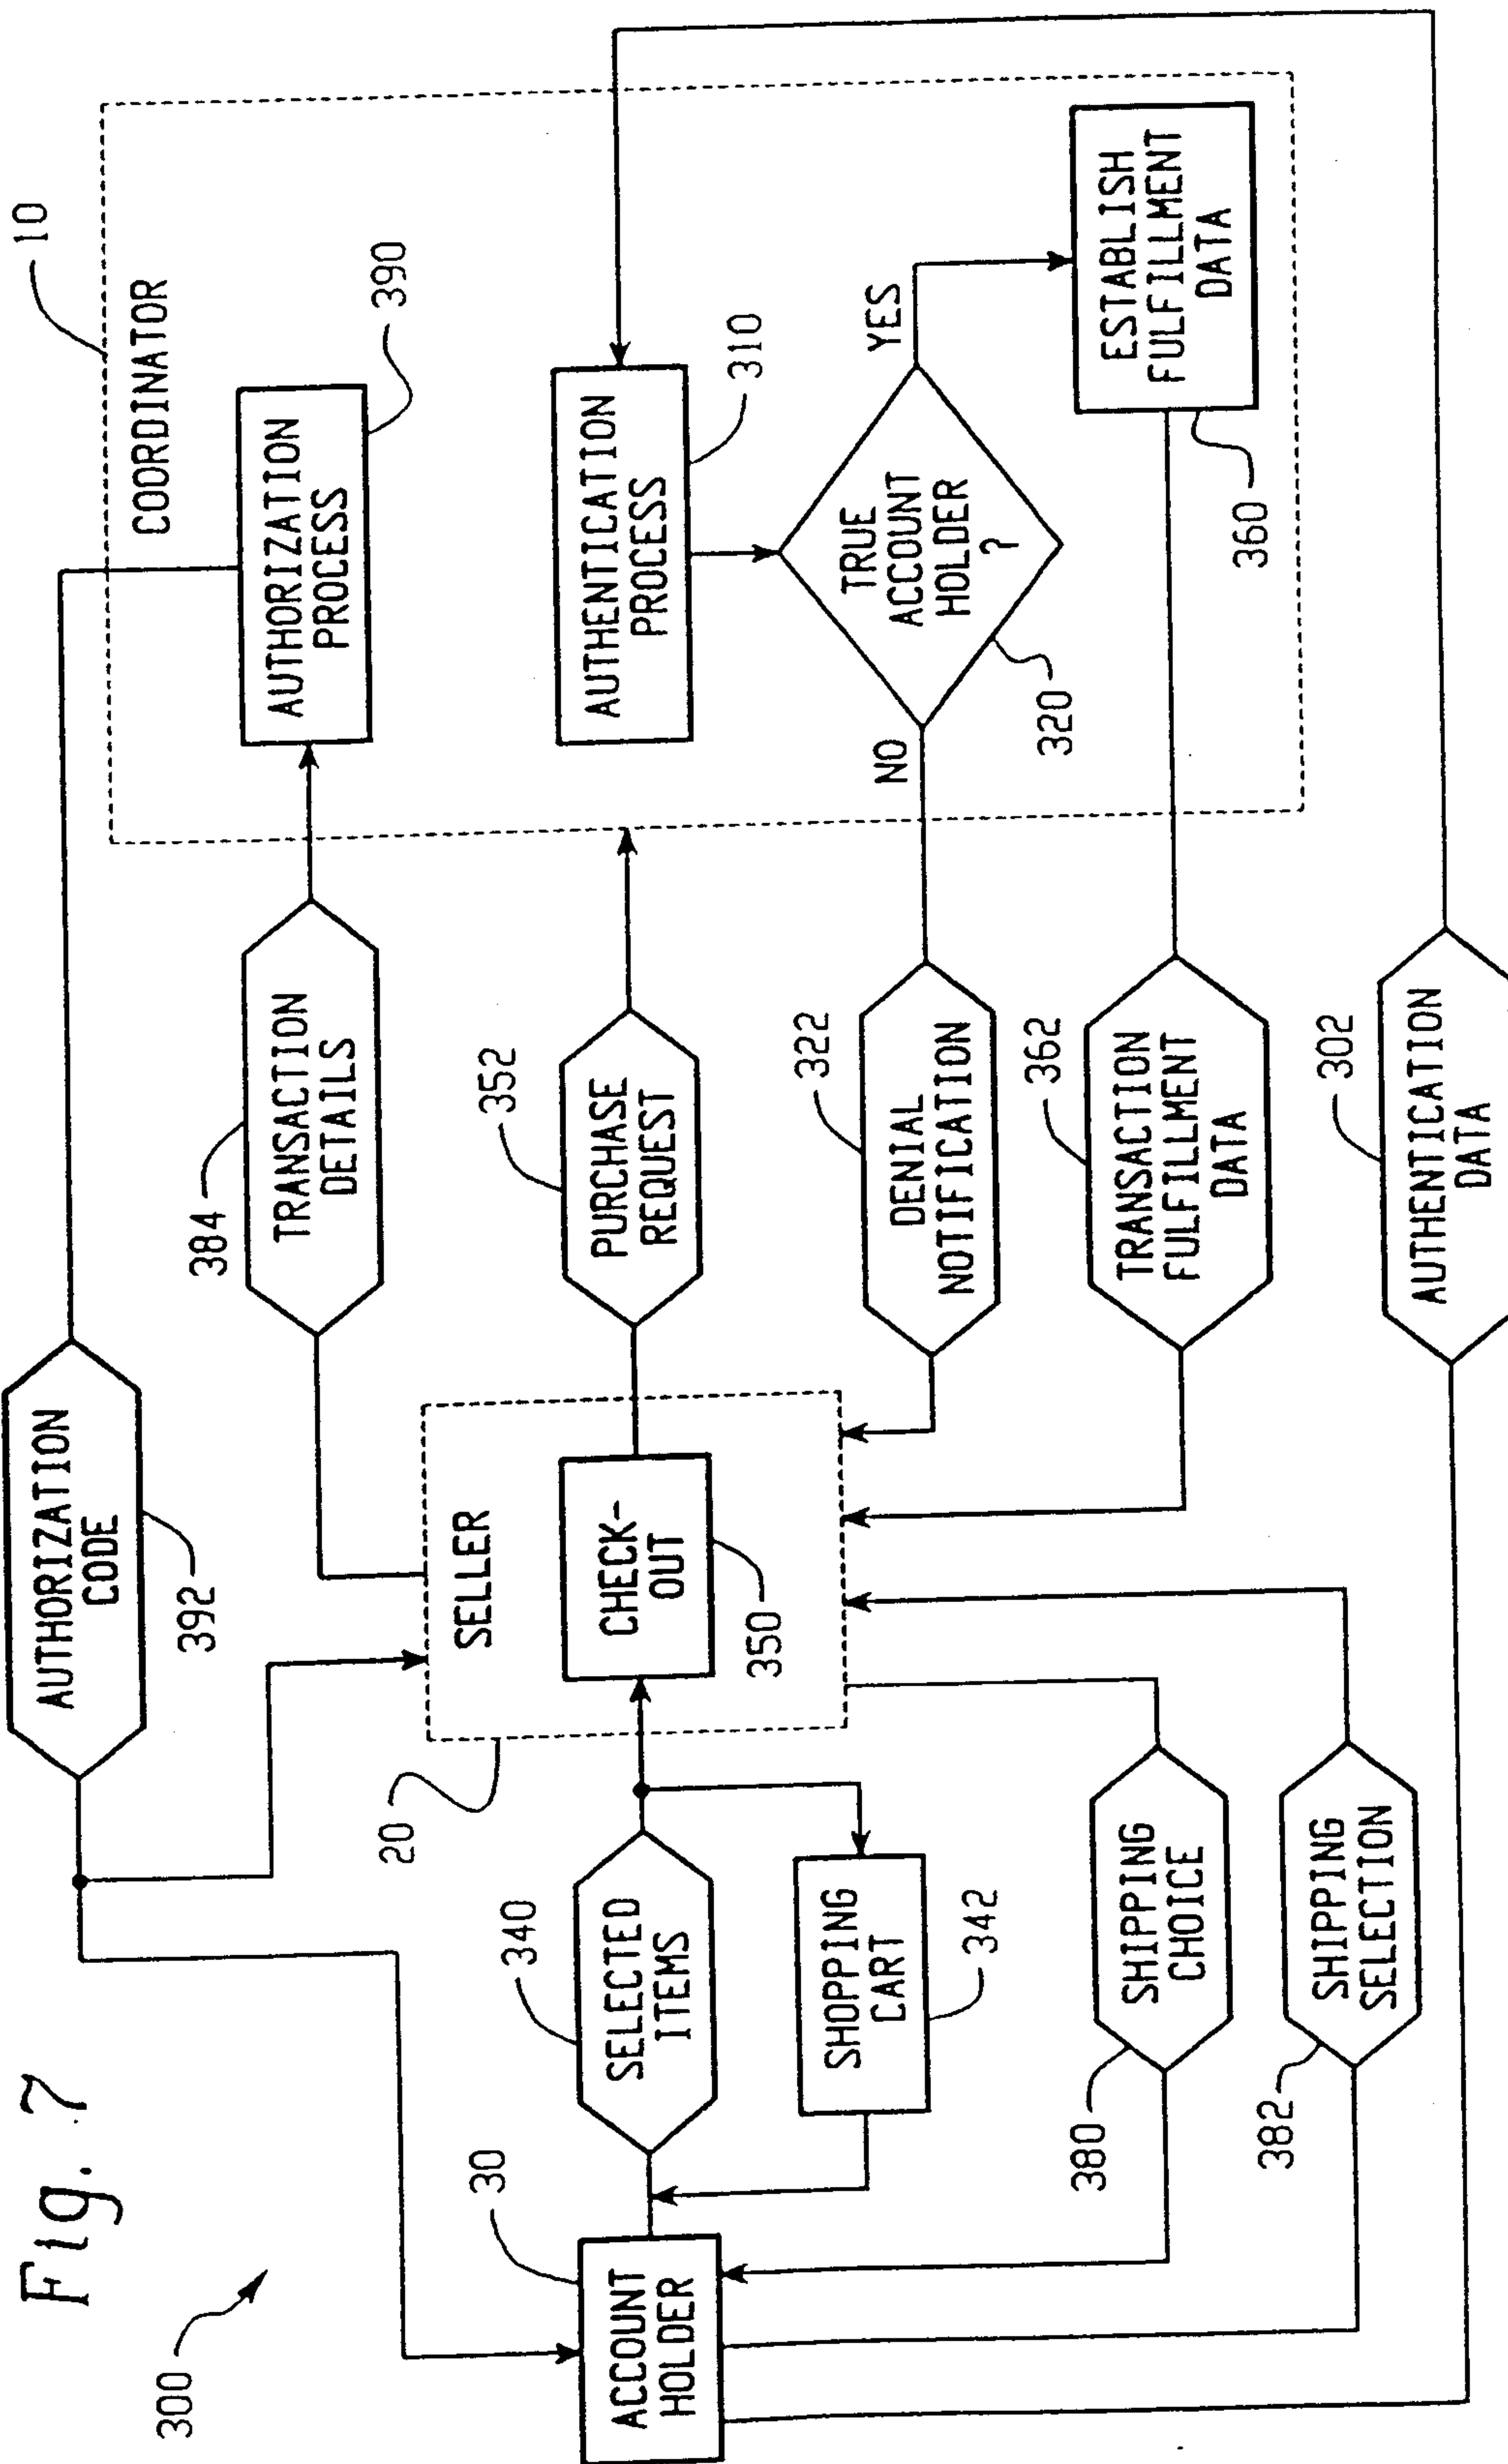 Fig. 7
300
AUTHORIZATION
CODE
392
10
COORDINATOR
384
TRANSACTION
DETAILS
AUTHORIZATION
PROCESS
390
20
SELLER
30
ACCOUNT
HOLDER
340
SELECTED
ITEMS
CHECK-
OUT
350
352
PURCHASE
REQUEST
AUTHENTICATION
PROCESS
310
SHOPPING
CART
342
322
DENIAL
NOTIFICATION
NO
TRUE
ACCOUNT
HOLDER
?
320
YES
380
SHIPPING
CHOICE
362
TRANSACTION
FULFILLMENT
DATA
ESTABLISH
FULFILLMENT
DATA
360
382
SHIPPING
SELECTION
302
AUTHENTICATION
DATA